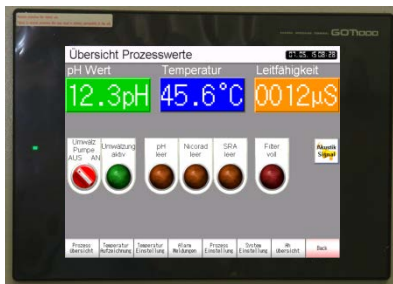 GOT1000
Übersicht Prozesswerte
pH Wert Temperatur Leitfähigkeit
12.3pH 45.6°C 0012µS
Umwälz Pumpe AUS AN
Umwälzung aktiv
pH leer
Nicorad leer
SRA leer
Filter voll
Akustik Signal
Prozess Übersicht
Temperatur Aufzeichnung
Temperatur Einstellung
Alarm Meldungen
Prozess Einstellung
System Einstellung
Übersicht
Back